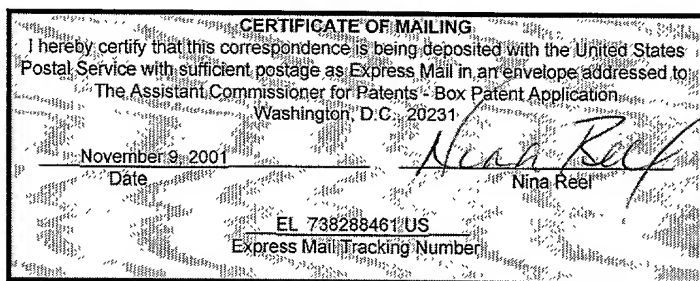 CERTIFICATE OF MAILING
I hereby certify that this correspondence is being deposited with the United States
Postal Service with sufficient postage as Express Mail in an envelope addressed to:
The Assistant Commissioner for Patents - Box Patent Application
Washington, D.C. 20231
November 9, 2001 Nina Reel
Date Nina Reel
EL 738288461 US
Express Mail Tracking Number